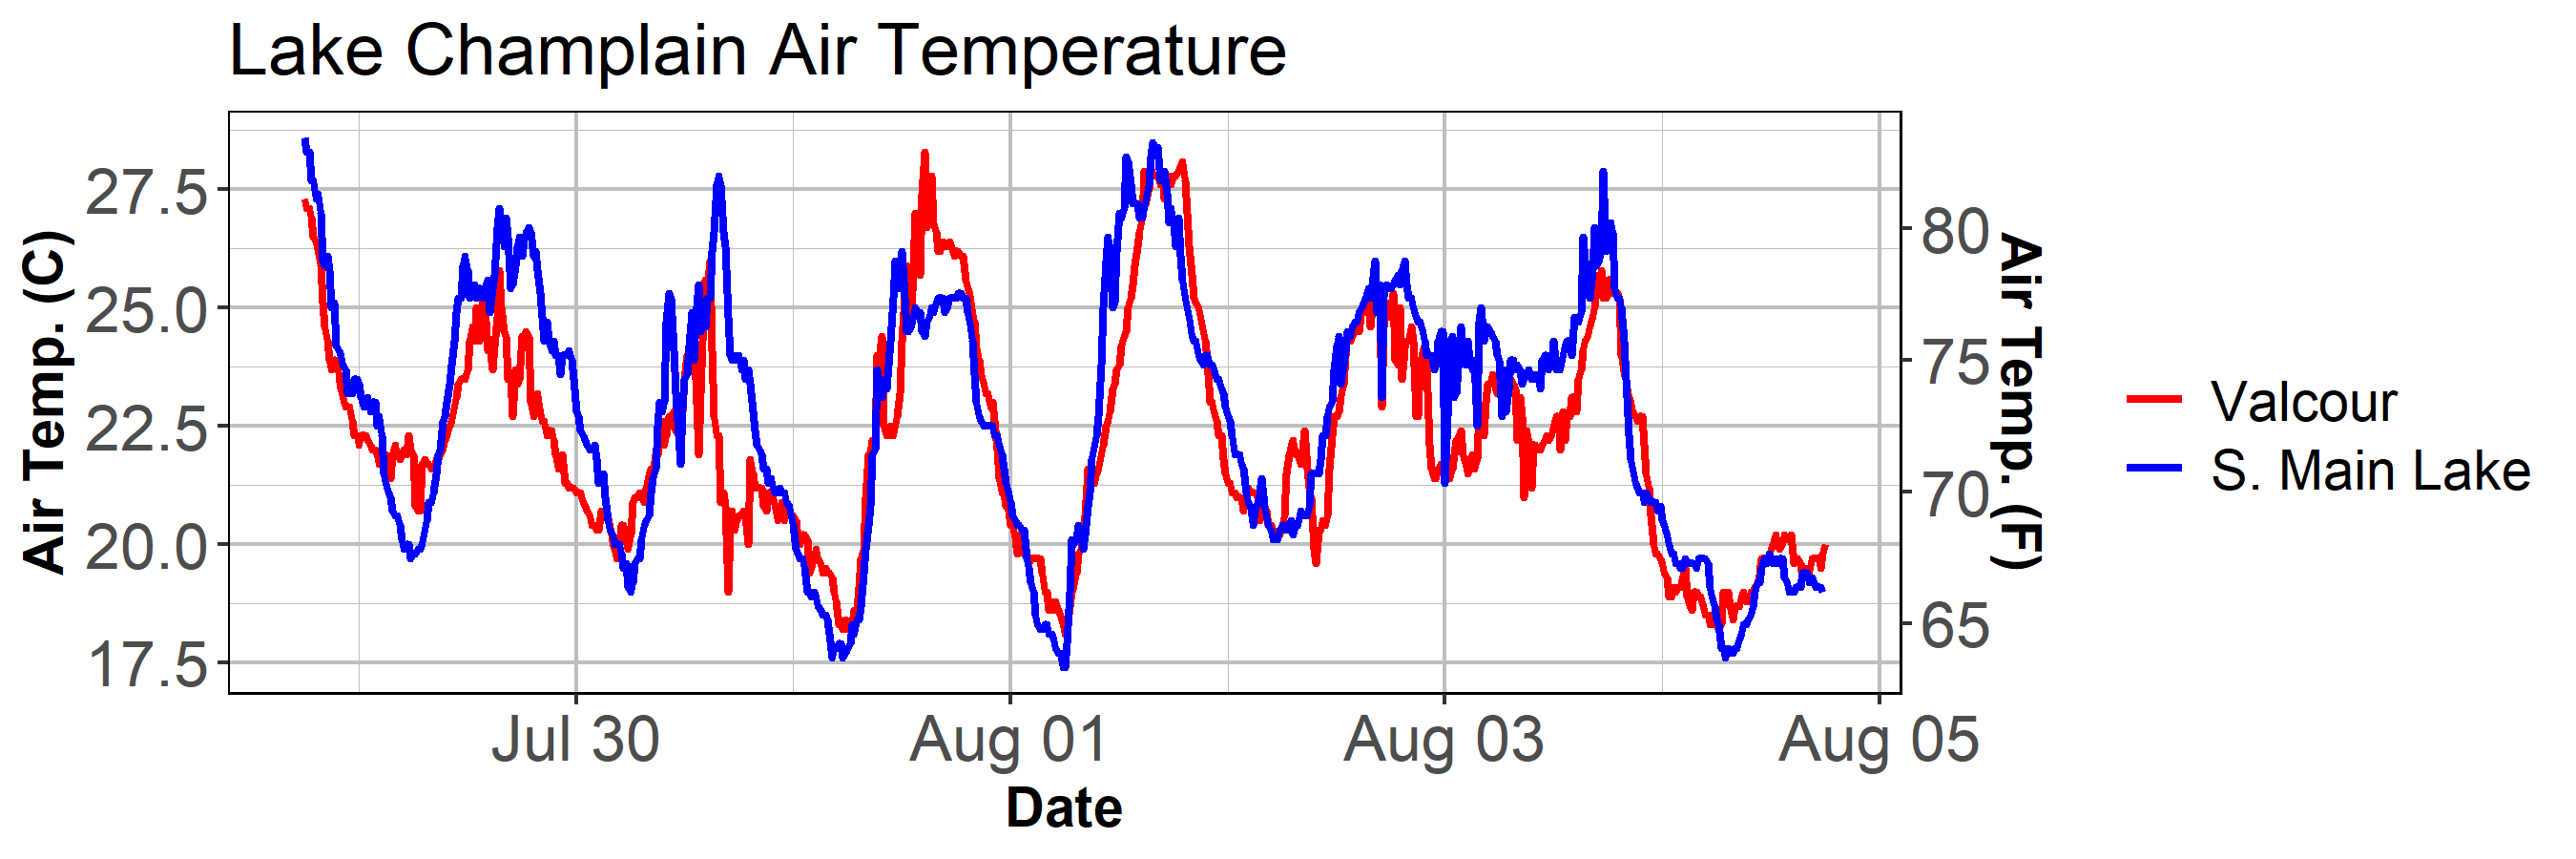 Lake Champlain Air Temperature
Air Temp. (C)
27.5
25.0
22.5
20.0
17.5
80
75
70
65
Air Temp. (F)
Jul 30
Aug 01
Aug 03
Aug 05
Date
Valcour
S. Main Lake